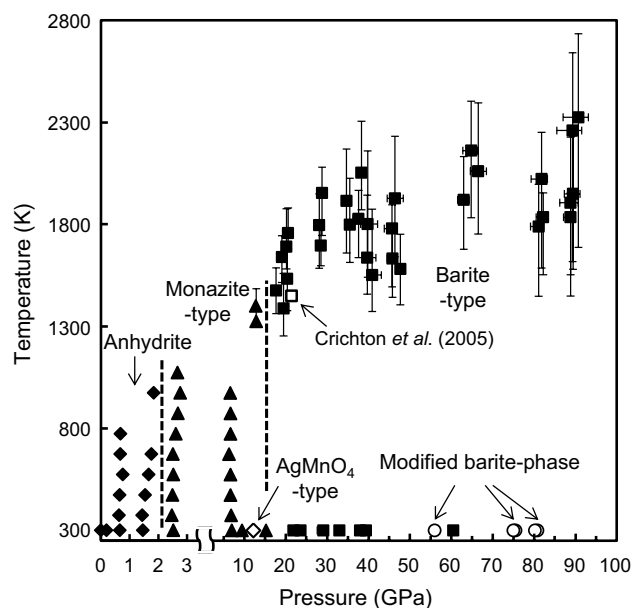 2800
2300
1800
1300
800
300
Temperature (K)
Anhydrite
Monazite
-type
Barite
-type
Crichton et al. (2005)
AgMnO4
-type
Modified barite-phase
0 1 2 3 10 20 30 40 50 60 70 80 90 100
Pressure (GPa)